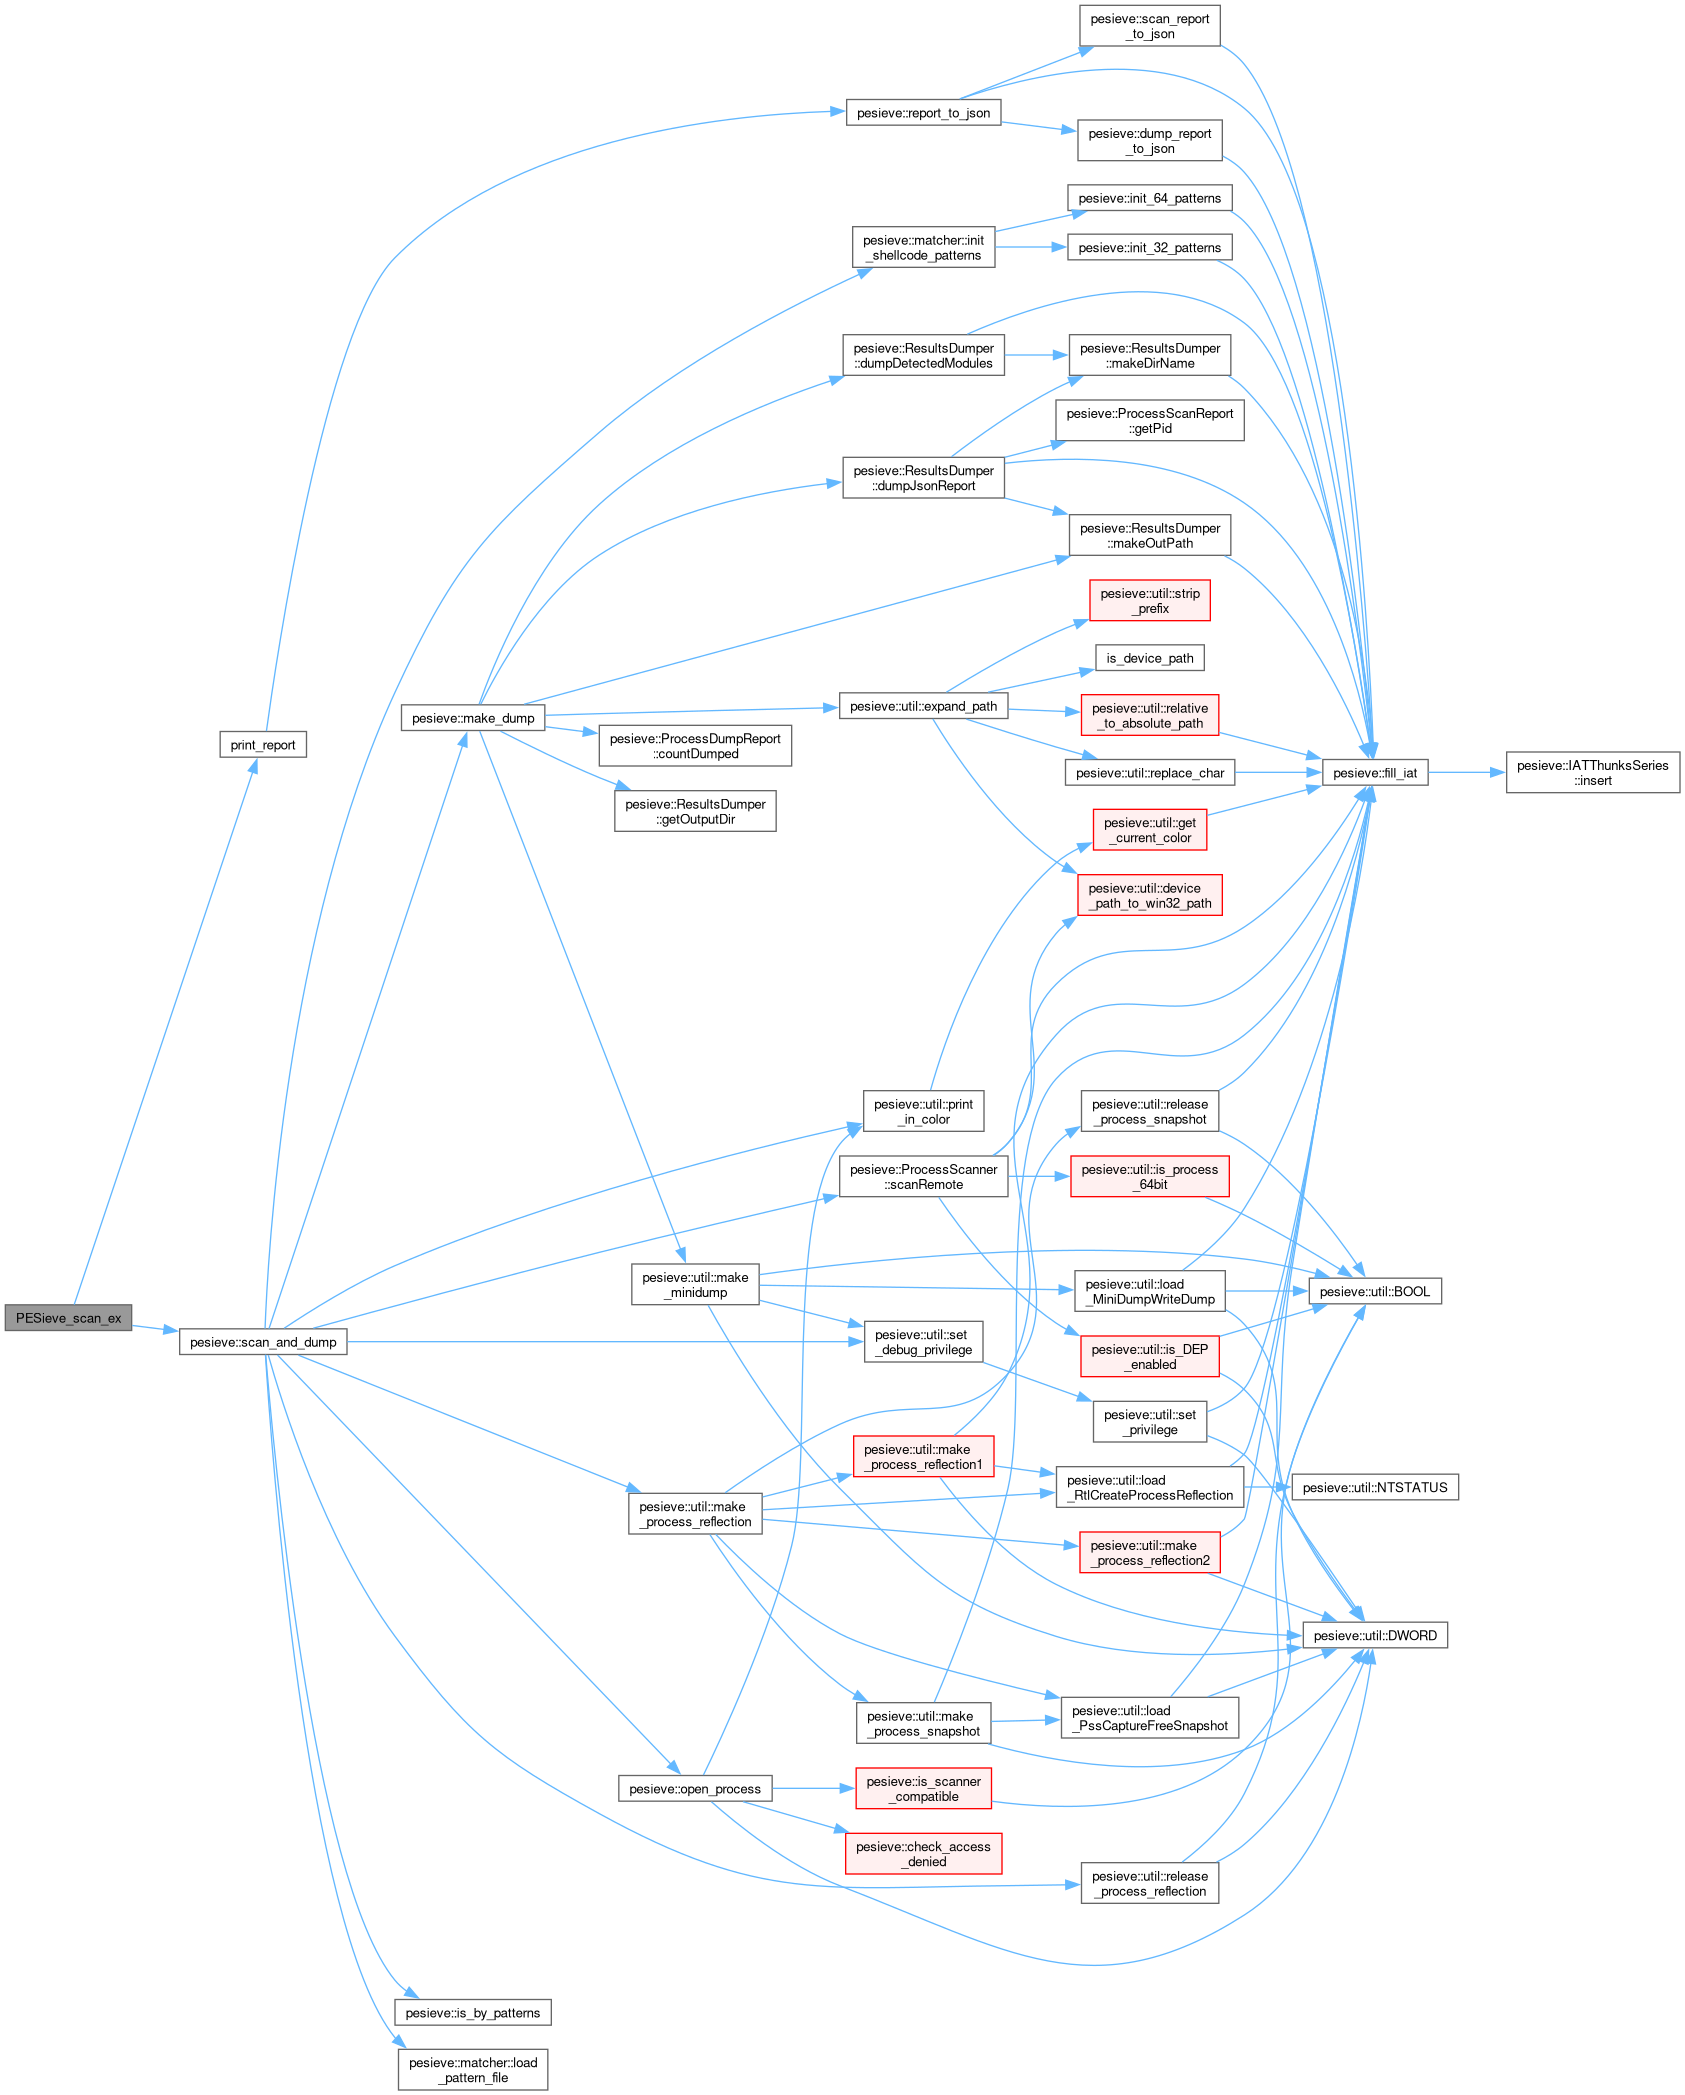 pesieve::scan_report
_to_json
pesieve::report_to_json
pesieve::dump_report
_to_json
pesieve::init_64_patterns
pesieve::matcher::init
_shellcode_patterns
pesieve::init_32_patterns
pesieve::ResultsDumper
::dumpDetectedModules
pesieve::ResultsDumper
::makeDirName
pesieve::ProcessScanReport
::getPid
pesieve::ResultsDumper
::dumpJsonReport
pesieve::ResultsDumper
::makeOutPath
pesieve::util::strip
_prefix
is_device_path
pesieve::util::expand_path
pesieve::util::relative
_to_absolute_path
pesieve::make_dump
print_report
pesieve::ProcessDumpReport
::countDumped
pesieve::util::replace_char
pesieve::fill_iat
pesieve::IATThunksSeries
::insert
pesieve::ResultsDumper
::getOutputDir
pesieve::util::get
_current_color
pesieve::util::device
_path_to_win32_path
pesieve::util::print
_in_color
pesieve::util::release
_process_snapshot
pesieve::ProcessScanner
::scanRemote
pesieve::util::is_process
_64bit
pesieve::util::make
_minidump
pesieve::util::load
_MiniDumpWriteDump
pesieve::util::BOOL
PESieve_scan_ex
pesieve::scan_and_dump
pesieve::util::set
_debug_privilege
pesieve::util::is_DEP
_enabled
pesieve::util::set
_privilege
pesieve::util::make
_process_reflection1
pesieve::util::load
_RtlCreateProcessReflection
pesieve::util::NTSTATUS
pesieve::util::make
_process_reflection
pesieve::util::make
_process_reflection2
pesieve::util::DWORD
pesieve::util::make
_process_snapshot
pesieve::util::load
_PssCaptureFreeSnapshot
pesieve::open_process
pesieve::is_scanner
_compatible
pesieve::check_access
_denied
pesieve::util::release
_process_reflection
pesieve::is_by_patterns
pesieve::matcher::load
_pattern_file